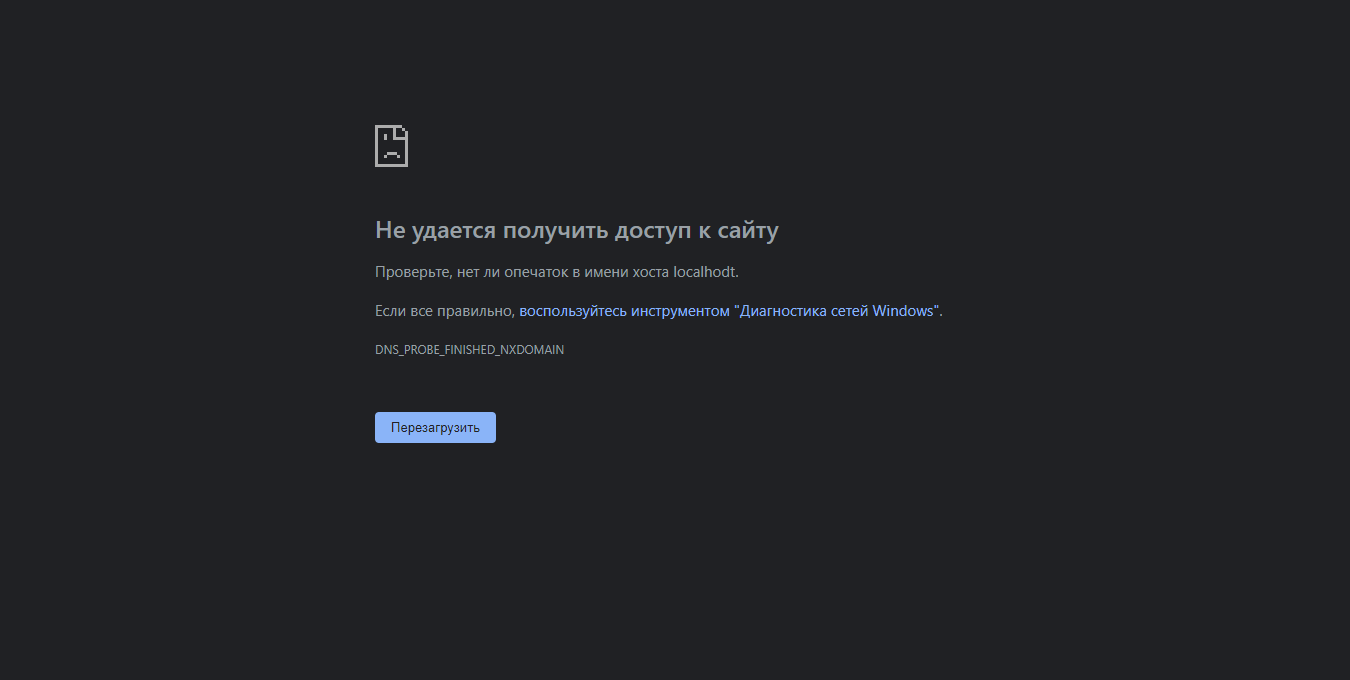 Не удается получить доступ к сайту
Проверьте, нет ли опечаток в имени хоста localhodt.
Если все правильно, воспользуйтесь инструментом "Диагностика сетей Windows".
DNS_PROBE_FINISHED_NXDOMAIN
Перезагрузить